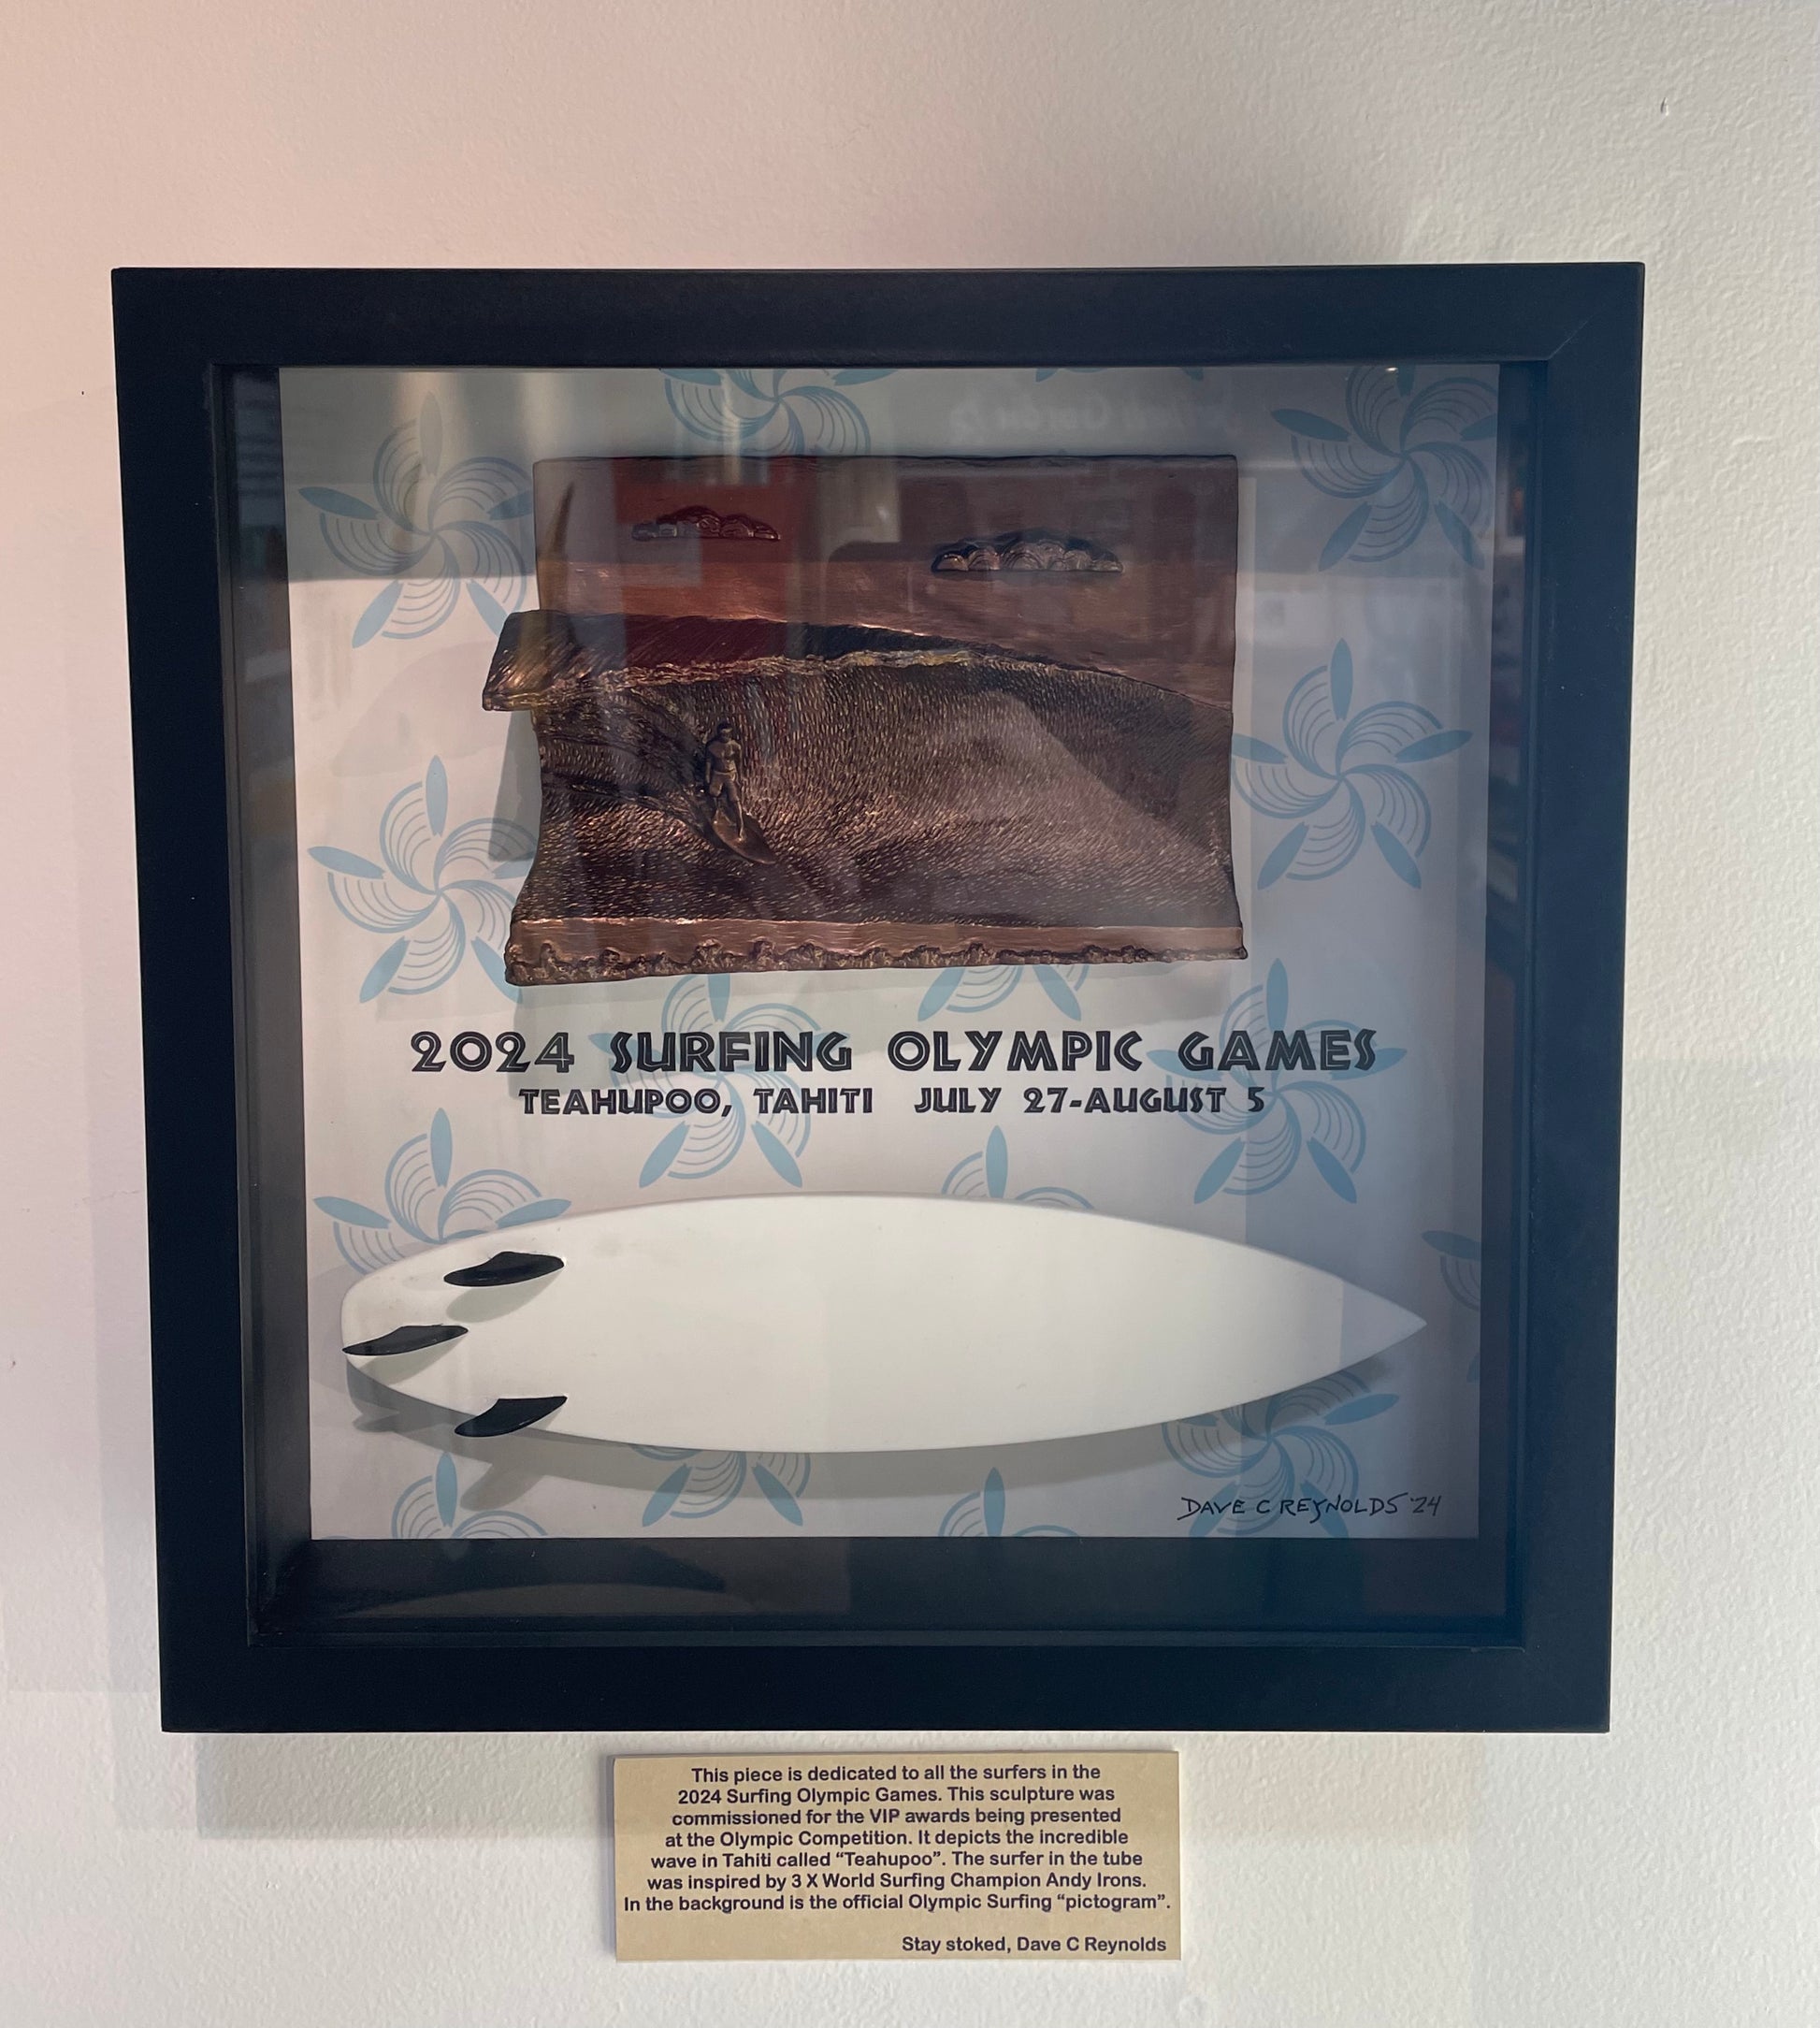 2024 SURFING OLYMPIC GAMES
TEAHUPOO, TAHITI JULY 27-AUGUST 5
DAVE C REYNOLDS '24
This piece is dedicated to all the surfers in the
2024 Surfing Olympic Games. This sculpture was
commissioned for the VIP awards being presented
at the Olympic Competition. It depicts the incredible
wave in Tahiti called “Teahupoo”. The surfer in the tube
was inspired by 3 X World Surfing Champion Andy Irons.
In the background is the official Olympic Surfing “pictogram”.
Stay stoked, Dave C Reynolds